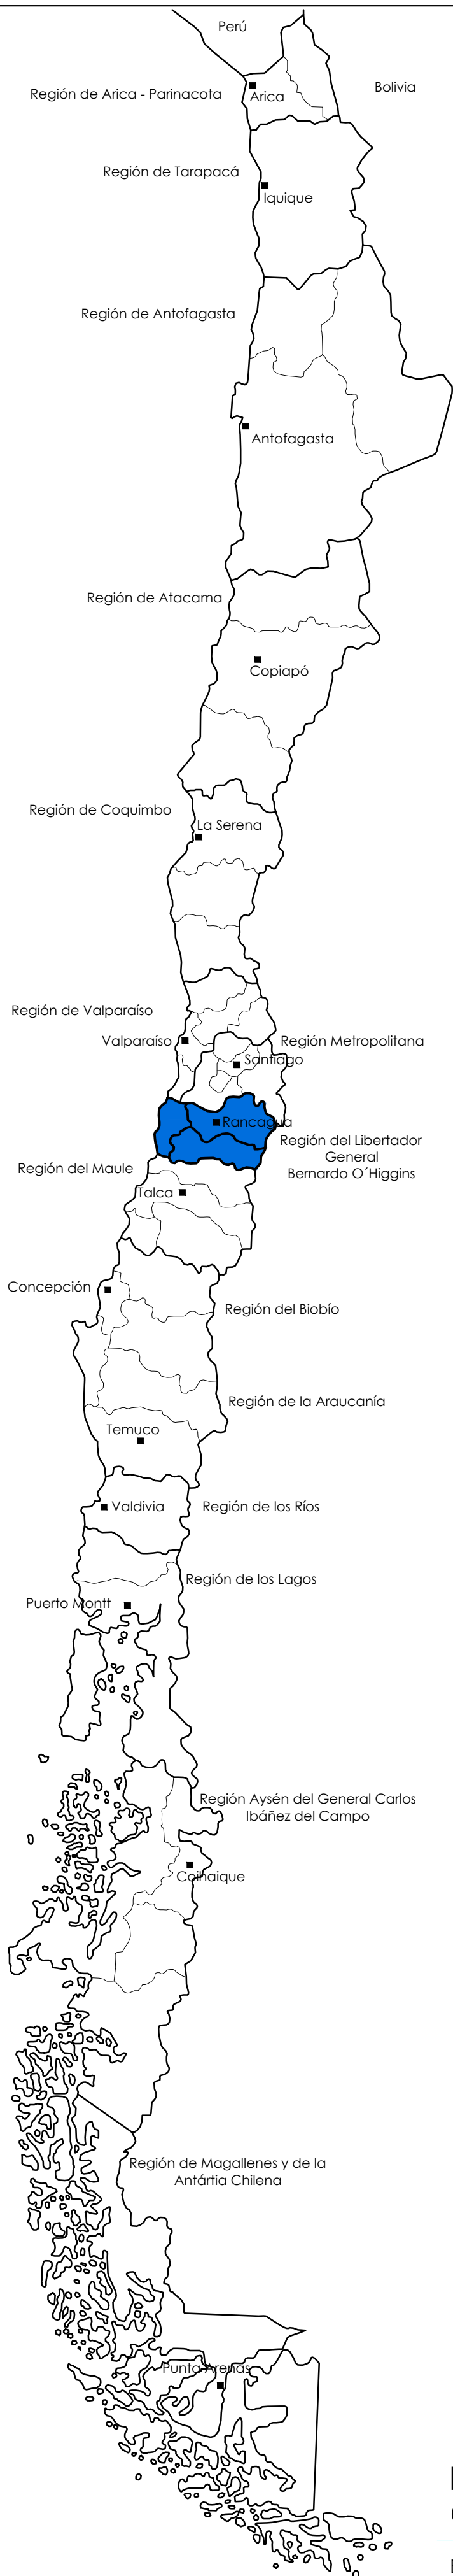 Perú
Bolivia
Región de Arica - Parinacota
Arica
Región de Tarapacá
Iquique
Región de Antofagasta
Antofagasta
Región de Atacama
Copiapó
Región de Coquimbo
La Serena
Región de Valparaíso
Valparaíso
Región Metropolitana
Santiago
Rancagua
Región del Libertador
General
Bernardo O´Higgins
Región del Maule
Talca
Concepción
Región del Biobío
Región de la Araucanía
Temuco
Valdivia
Región de los Ríos
Región de los Lagos
Puerto Montt
Región Aysén del General Carlos
Ibáñez del Campo
Coihaique
Región de Magallenes y de la
Antártia Chilena
Punta Arenas